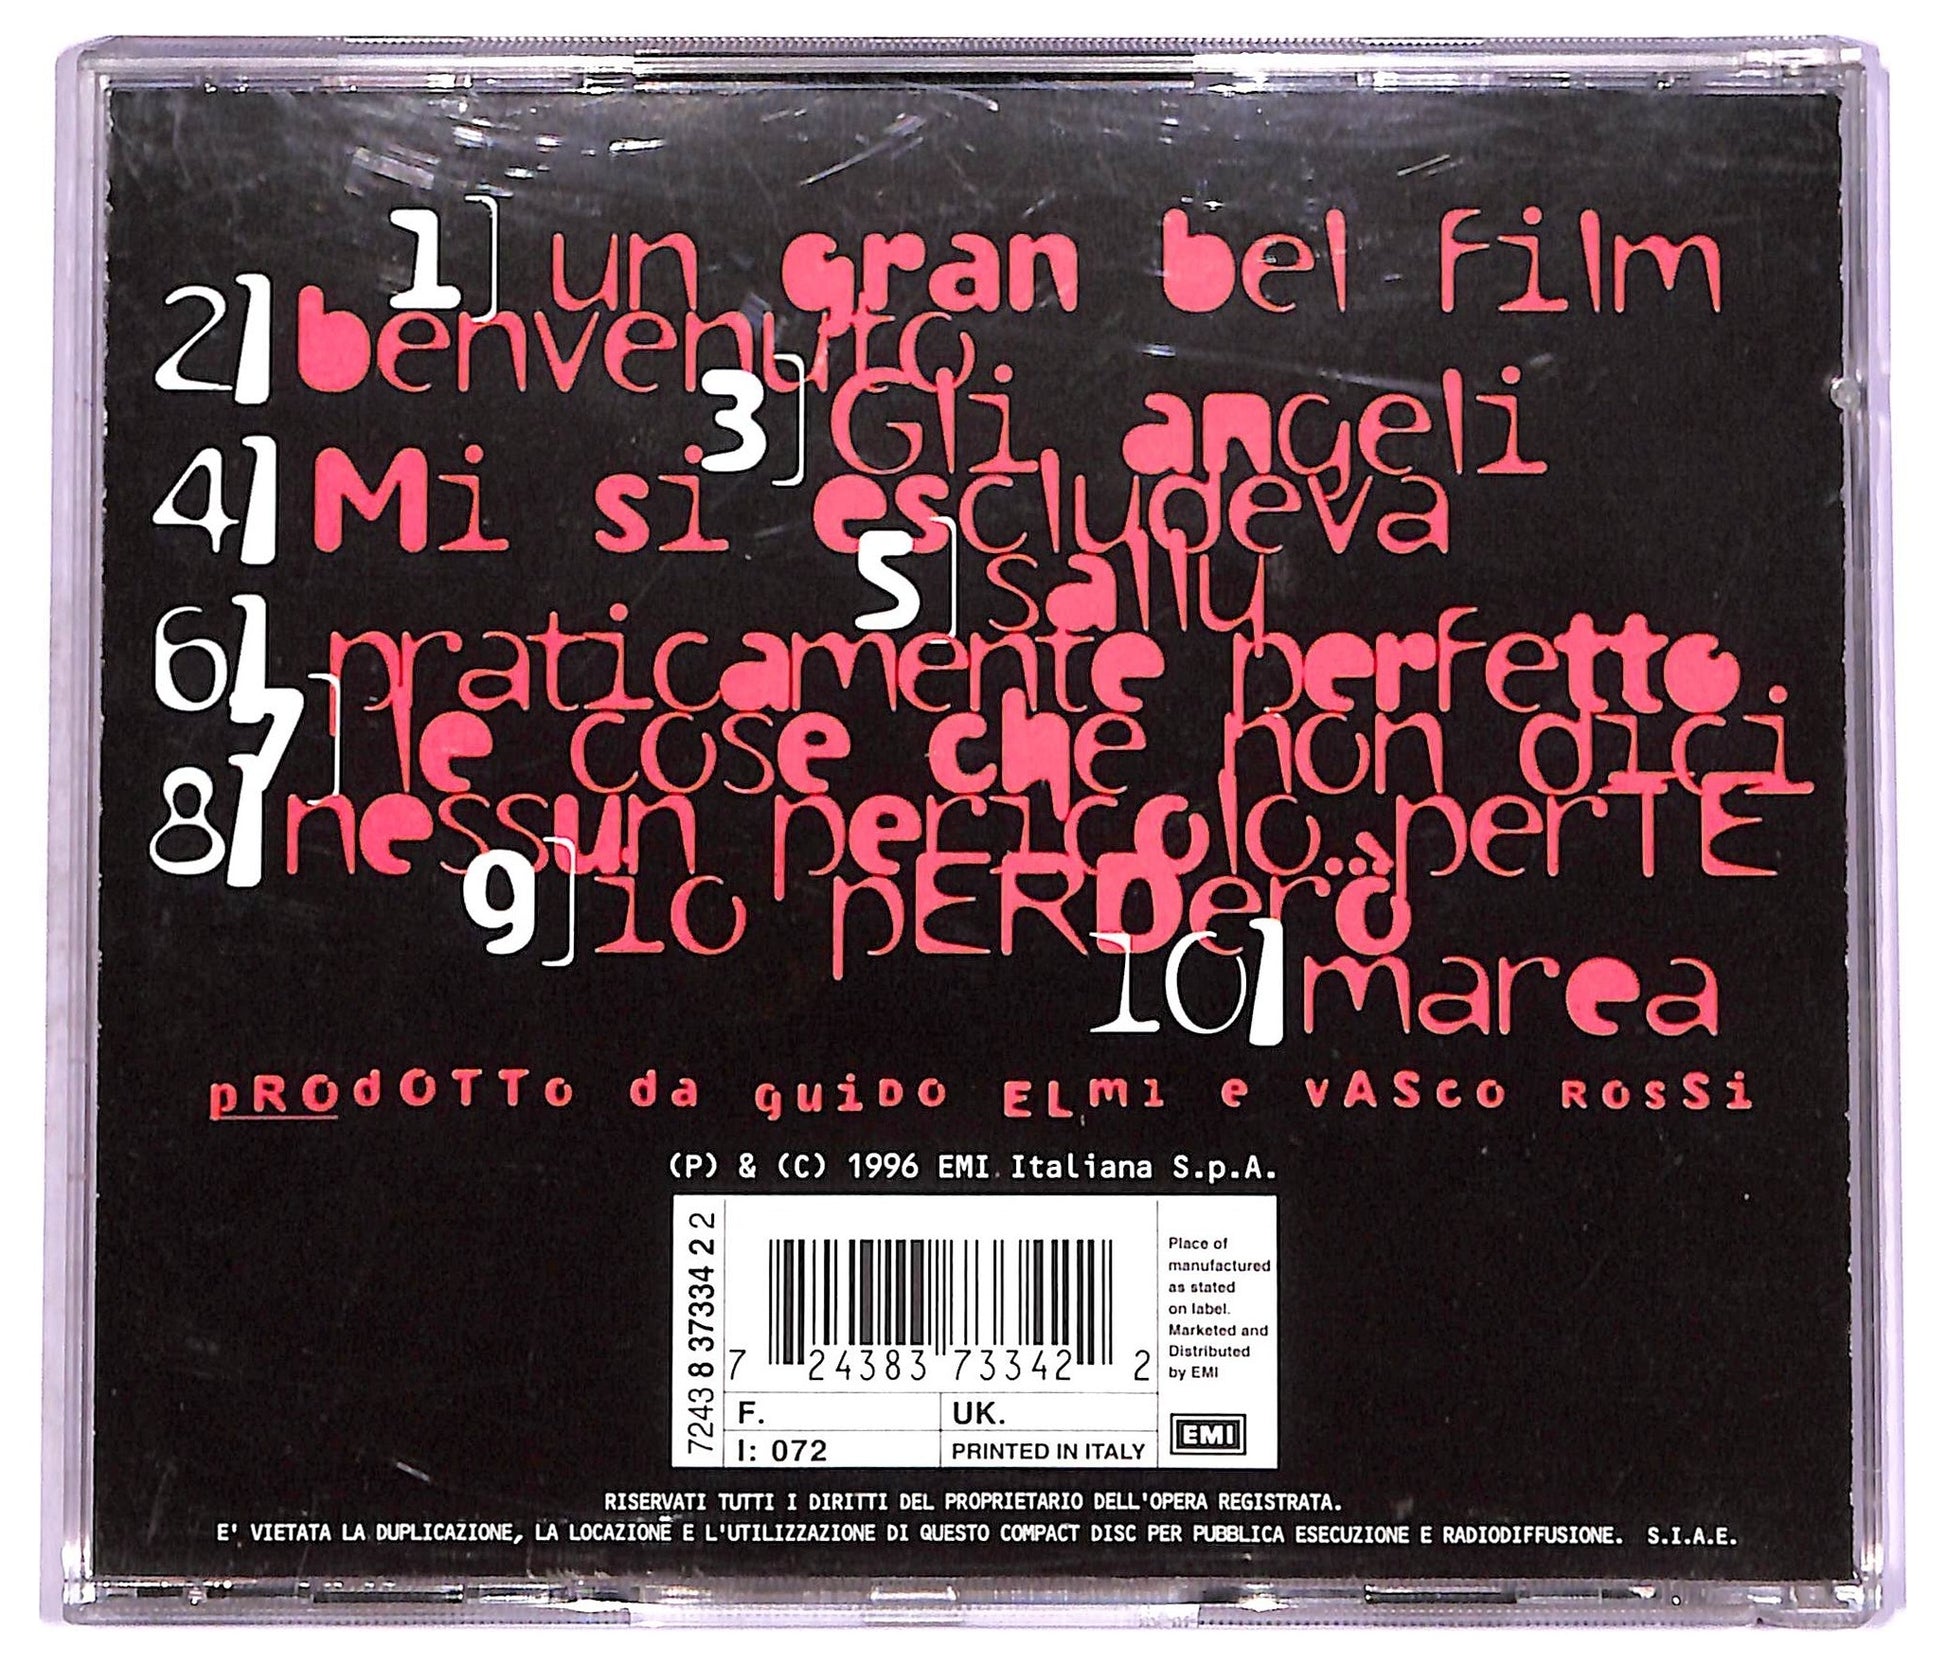 1] un gran bel film
2] benvenuto
3] Gli angeli
4] Mi si escludeva
5] sally
6] praticamente perfetto
7] le cose che non dici
8] nessun pericolo..perTE
9] io pERDerò
10] marea
pROdOTTo da guiDO ELmi e vASco RosSi
(P) & (C) 1996 EMI Italiana S.p.A.
7243 8 37334 2 2
7 24383 73342 2
Place of
manufactured
as stated
on label.
Marketed and
Distributed
by EMI
F.
UK.
I: 072
PRINTED IN ITALY
EMI
RISERVATI TUTTI I DIRITTI DEL PROPRIETARIO DELL'OPERA REGISTRATA.
E' VIETATA LA DUPLICAZIONE, LA LOCAZIONE E L'UTILIZZAZIONE DI QUESTO COMPACT DISC PER PUBBLICA ESECUZIONE E RADIODIFFUSIONE. S.I.A.E.